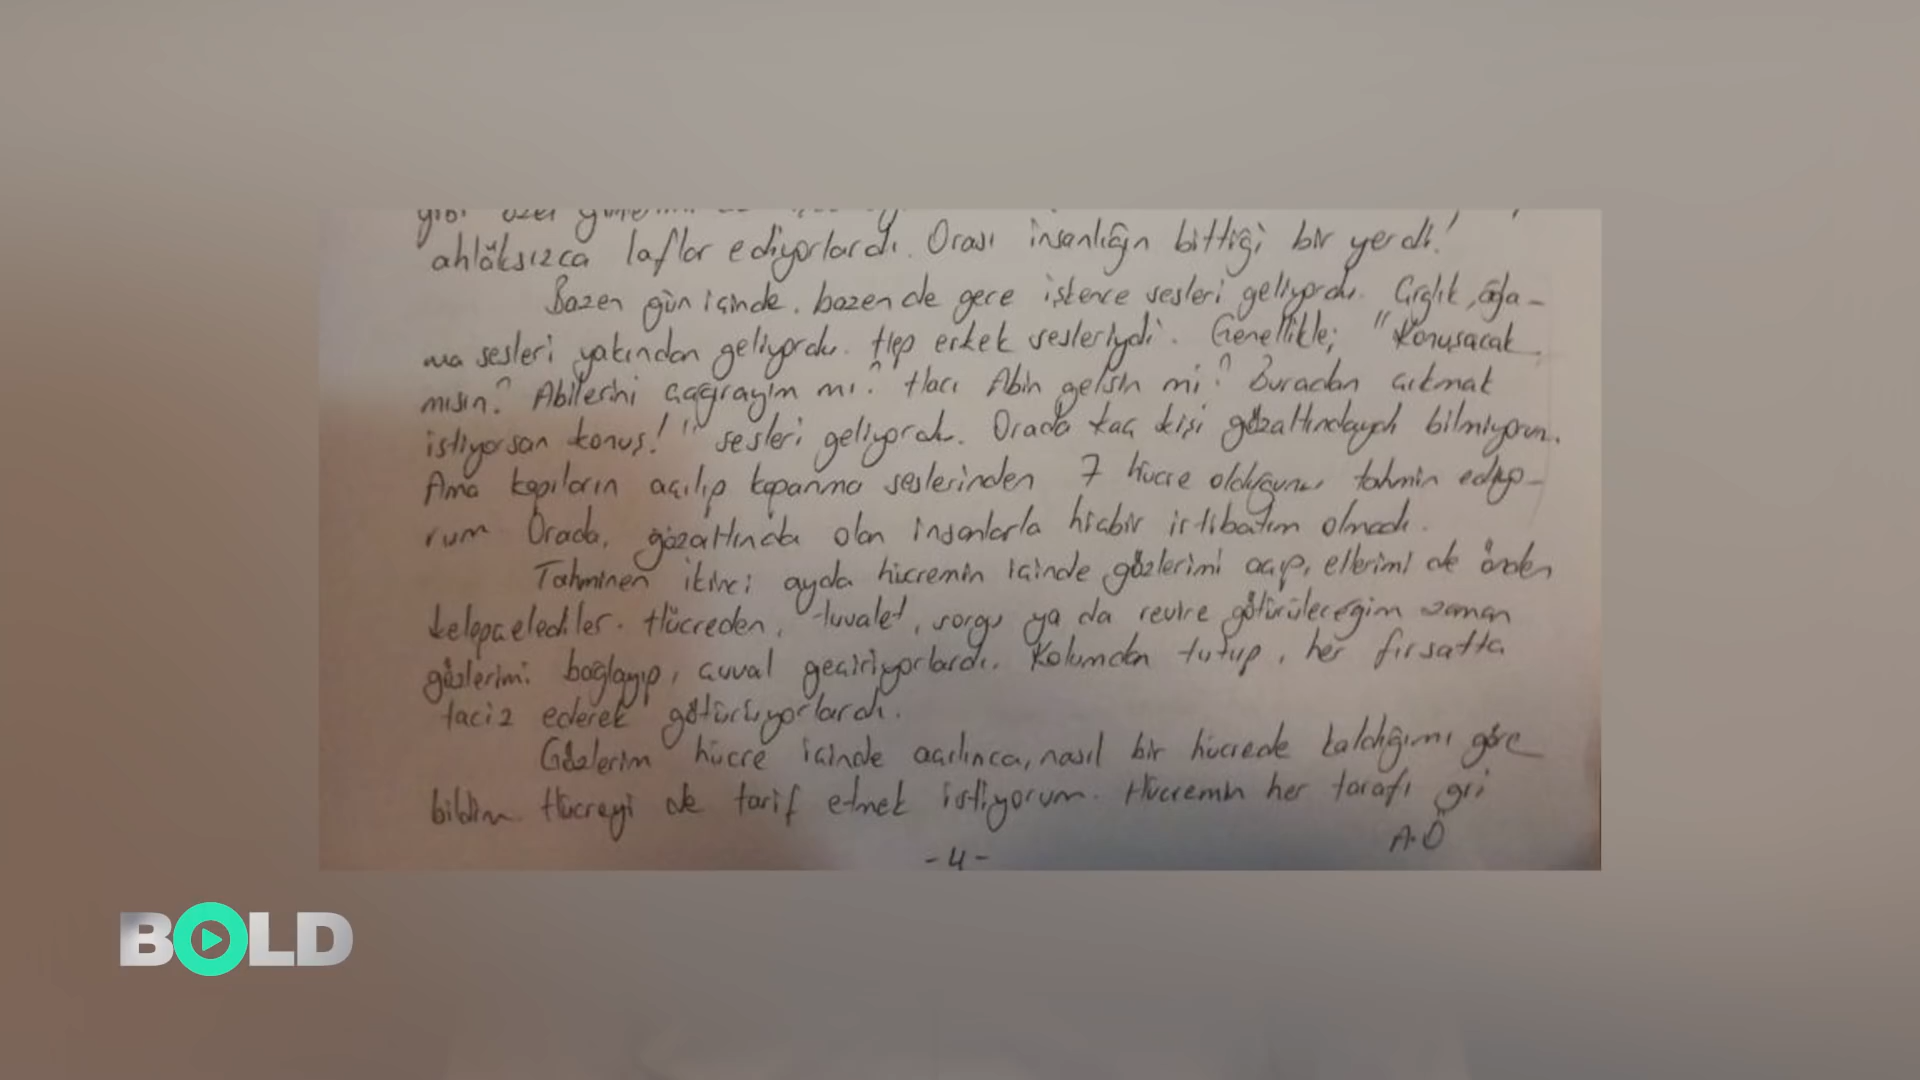 gibi özel
ahlâksızca laflar ediyorlardı. Orası insanlığın bittiği bir yerdi!
Bazen gün içinde, bazen de gece işkence sesleri geliyordu. Çığlık, ağla-
ma sesleri yakından geliyordu. Hep erkek sesleriydi. Genellikle; "Konuşacak
mısın? Abilerini çağırayım mı? Hacı Abin gelsin mi? Buradan çıkmak
istiyorsan konuş!" sesleri geliyordu. Orada kaç kişi gözaltındaydı bilmiyorum.
Ama kapıların açılıp kapanma seslerinden 7 hücre olduğunu tahmin ediyo-
rum. Orada, gözaltında olan insanlarla hiçbir irtibatım olmadı.
Tahminen ikinci ayda hücremin içinde gözlerimi açıp, ellerimi de önden
kelepçelediler. Hücreden, tuvalet, sorgu ya da revire götürüleceğim zaman
gözlerimi bağlayıp, çuval geçiriyorlardı. Kolumdan tutup, her fırsatta
taciz ederek götürüyorlardı.
Gözlerim hücre içinde açılınca, nasıl bir hücrede kaldığımı göre
bildim. Hücreyi de tarif etmek istiyorum. Hücremin her tarafı gri
A.Ö
-4-
BOLD